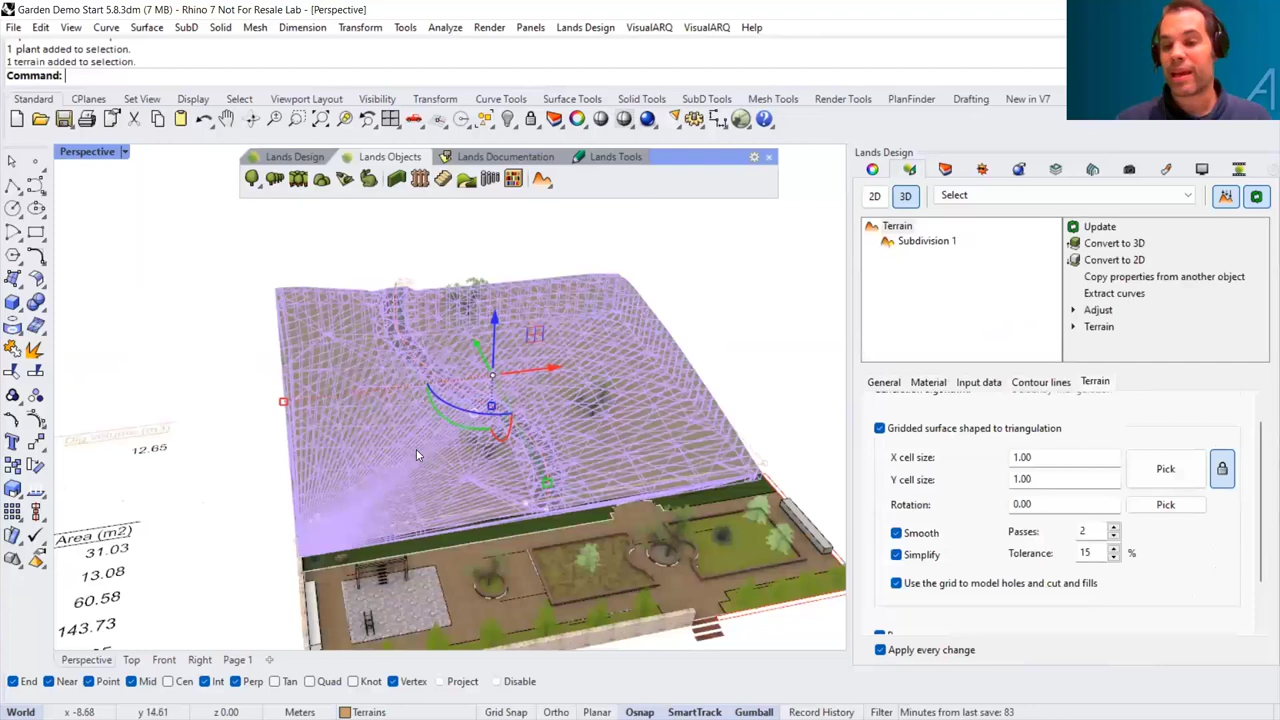 Garden Demo Start 5.8.3dm (7 MB) - Rhino 7 Not For Resale Lab - [Perspective]
File Edit View Curve Surface SubD Solid Mesh Dimension Transform Tools Analyze Render Panels Lands Design VisualARQ VisualARQ Help
1 plant added to selection.
1 terrain added to selection.
Command:
Standard CPlanes Set View Display Select Viewport Layout Visibility Transform Curve Tools Surface Tools Solid Tools SubD Tools Mesh Tools Render Tools PlanFinder Drafting New in V7
Perspective
Lands Design Lands Objects Lands Documentation Lands Tools
Lands Design
2D 3D Select
Terrain
Subdivision 1
Update
Convert to 3D
Convert to 2D
Copy properties from another object
Extract curves
Adjust
Terrain
General Material Input data Contour lines Terrain
Gridded surface shaped to triangulation
X cell size: 1.00 Pick
Y cell size: 1.00
Rotation: 0.00 Pick
Smooth Passes: 2
Simplify Tolerance: 15 %
Use the grid to model holes and cut and fills
Apply every change
12.65
Area (m2)
31.03
13.08
60.58
143.73
Perspective Top Front Right Page 1
End Near Point Mid Cen Int Perp Tan Quad Knot Vertex Project Disable
World x -8.68 y 14.61 z 0.00 Meters Terrains Grid Snap Ortho Planar Osnap SmartTrack Gumball Record History Filter Minutes from last save: 83